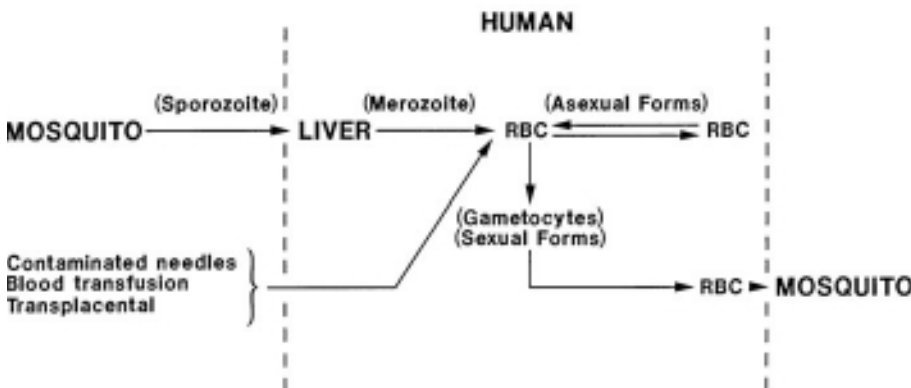 HUMAN
(Sporozoite) (Merozoite) (Asexual Forms)
MOSQUITO LIVER RBC RBC
(Gametocytes)
(Sexual Forms)
Contaminated needles
Blood transfusion
Transplacental
RBC MOSQUITO